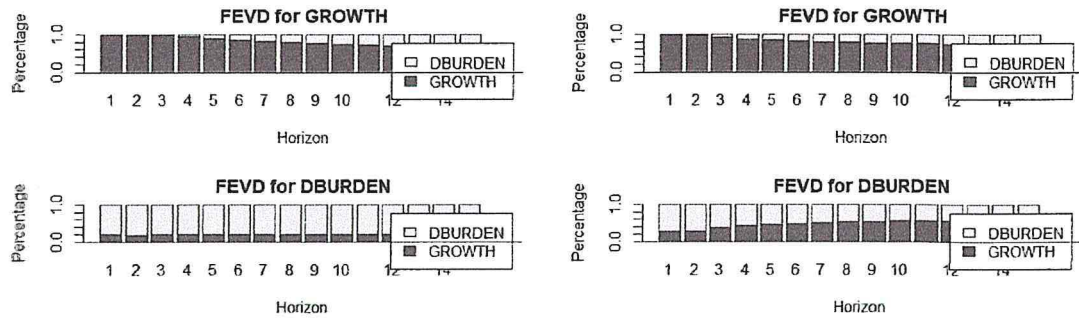 FEVD for GROWTH
Percentage
0.0 1.0
DBURDEN
GROWTH
1 2 3 4 5 6 7 8 9 10 12 14
Horizon
FEVD for GROWTH
Percentage
0.0 1.0
DBURDEN
GROWTH
1 2 3 4 5 6 7 8 9 10 12 14
Horizon
FEVD for DBURDEN
Percentage
0.0 1.0
DBURDEN
GROWTH
1 2 3 4 5 6 7 8 9 10 12 14
Horizon
FEVD for DBURDEN
Percentage
0.0 1.0
DBURDEN
GROWTH
1 2 3 4 5 6 7 8 9 10 12 14
Horizon